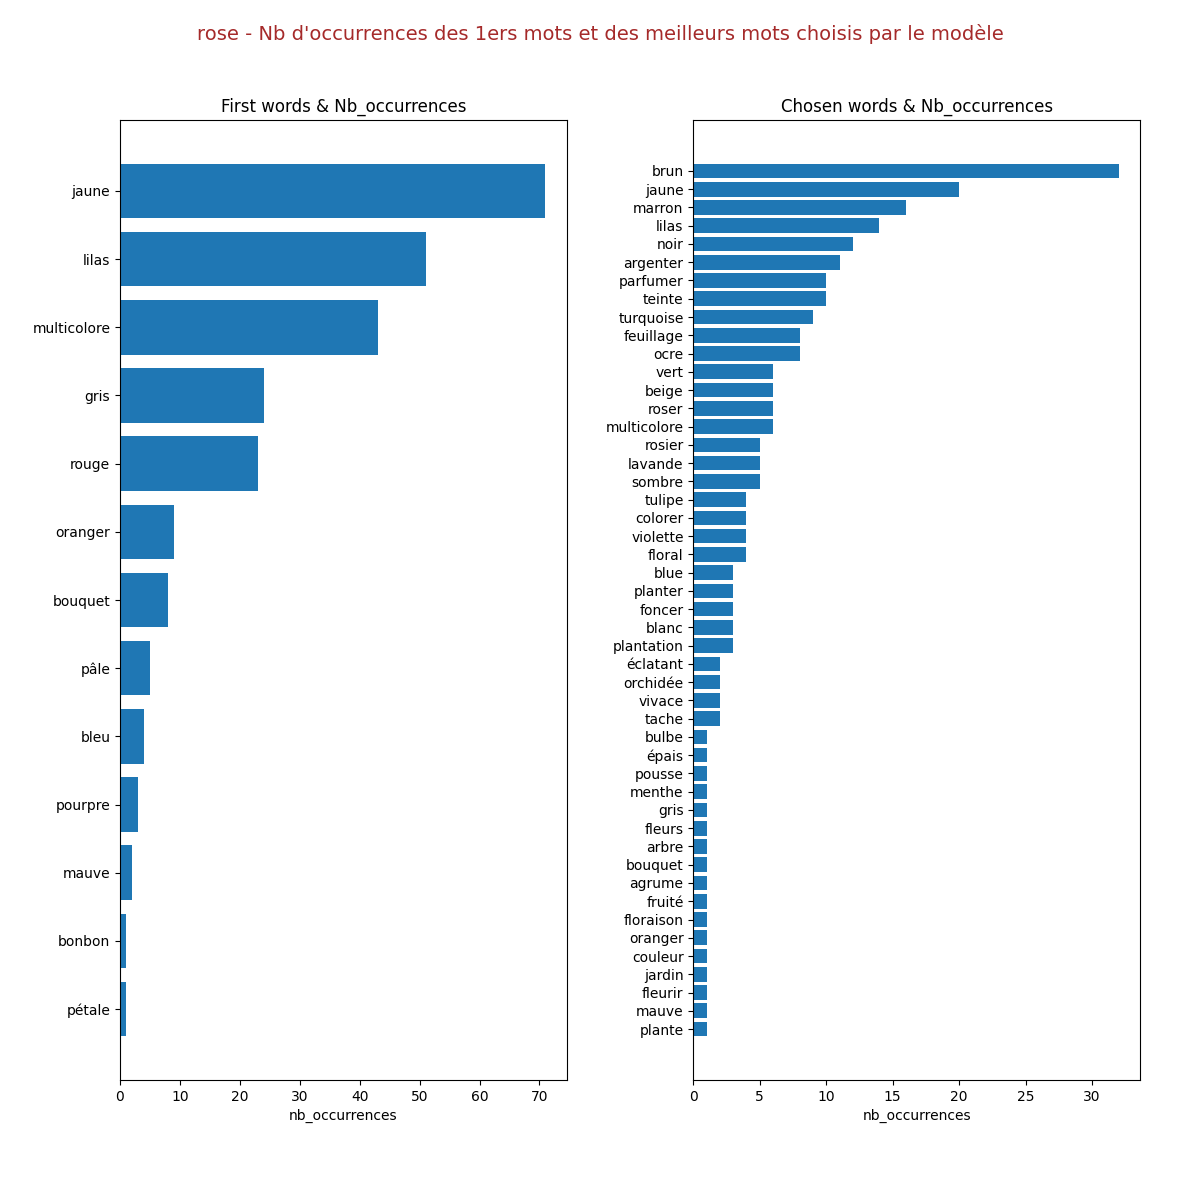 rose - Nb d'occurrences des 1ers mots et des meilleurs mots choisis par le modèle
First words & Nb_occurrences
jaune
lilas
multicolore
gris
rouge
oranger
bouquet
pâle
bleu
pourpre
mauve
bonbon
pétale
0 10 20 30 40 50 60 70
nb_occurrences
Chosen words & Nb_occurrences
brun
jaune
marron
lilas
noir
argenter
parfumer
teinte
turquoise
feuillage
ocre
vert
beige
roser
multicolore
rosier
lavande
sombre
tulipe
colorer
violette
floral
blue
planter
foncer
blanc
plantation
éclatant
orchidée
vivace
tache
bulbe
épais
pousse
menthe
gris
fleurs
arbre
bouquet
agrume
fruité
floraison
oranger
couleur
jardin
fleurir
mauve
plante
0 5 10 15 20 25 30
nb_occurrences